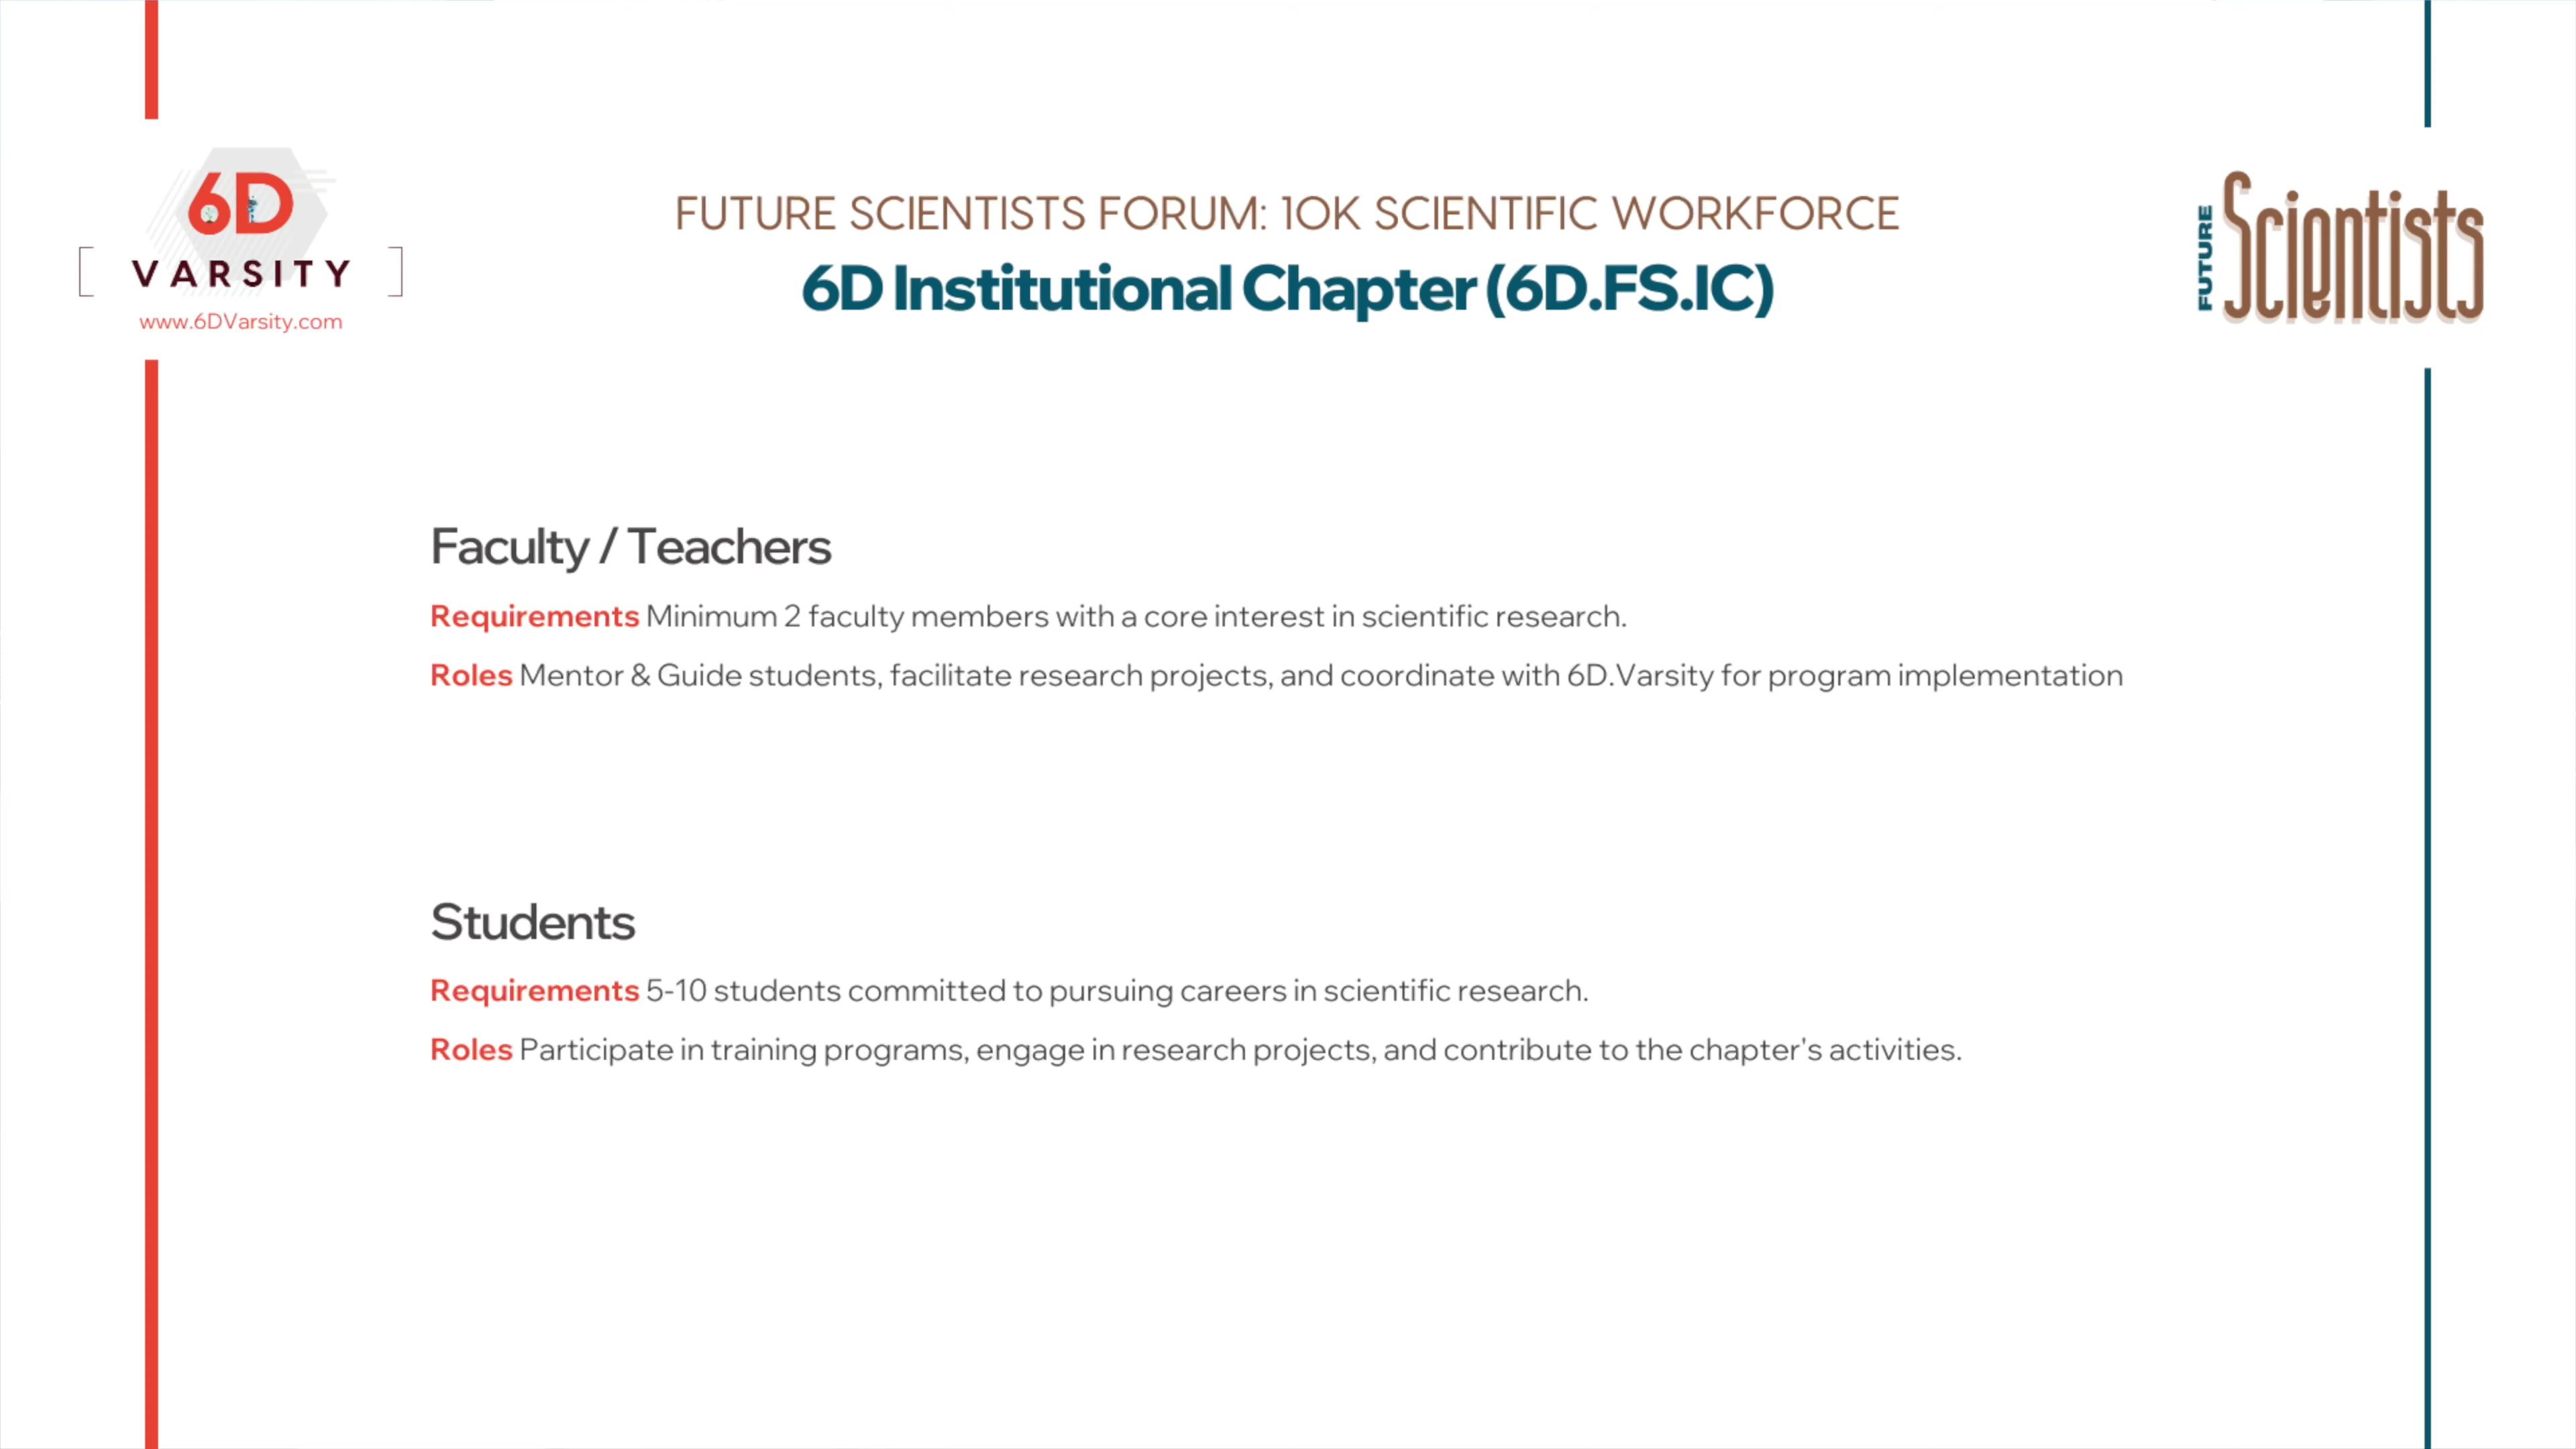 6D
VARSITY
www.6DVarsity.com
FUTURE SCIENTISTS FORUM: 10K SCIENTIFIC WORKFORCE
6D Institutional Chapter (6D.FS.IC)
FUTURE
Scientists
Faculty / Teachers
Requirements Minimum 2 faculty members with a core interest in scientific research.
Roles Mentor & Guide students, facilitate research projects, and coordinate with 6D.Varsity for program implementation
Students
Requirements 5-10 students committed to pursuing careers in scientific research.
Roles Participate in training programs, engage in research projects, and contribute to the chapter's activities.